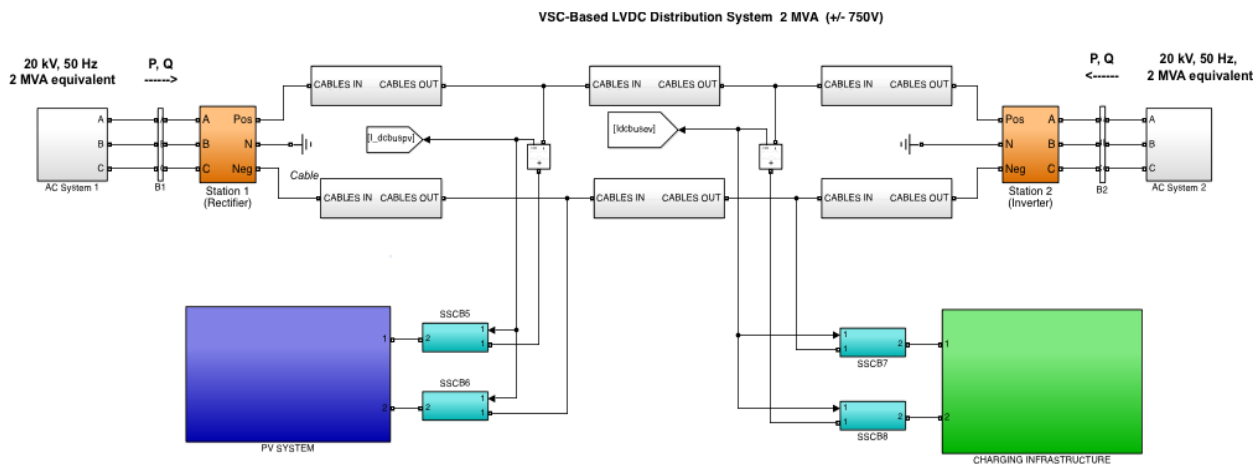 VSC-Based LVDC Distribution System 2 MVA (+/- 750V)
20 kV, 50 Hz
2 MVA equivalent
P, Q
------>
P, Q
<------
20 kV, 50 Hz,
2 MVA equivalent
CABLES IN CABLES OUT
CABLES IN CABLES OUT
CABLES IN CABLES OUT
A
B
C
AC System 1
B1
A
B
C
Pos
N
Neg
Station 1
(Rectifier)
Cable
[I_dcbuspv]
+
[Idcbusev]
+
Pos
N
Neg
A
B
C
Station 2
(Inverter)
B2
A
B
C
AC System 2
CABLES IN CABLES OUT
CABLES IN CABLES OUT
CABLES IN CABLES OUT
1
2
PV SYSTEM
SSCB5
2
1
1
SSCB6
2
1
1
1
1
2
SSCB7
1
1
2
SSCB8
1
2
CHARGING INFRASTRUCTURE